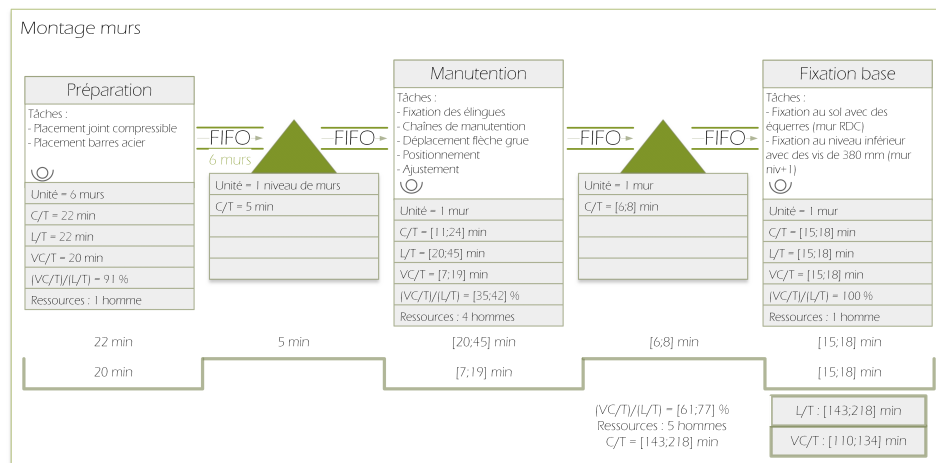 Montage murs
Préparation
Tâches :
- Placement joint compressible
- Placement barres acier
Unité = 6 murs
C/T = 22 min
L/T = 22 min
VC/T = 20 min
(VC/T)/(L/T) = 91 %
Ressources : 1 homme
FIFO
6 murs
Unité = 1 niveau de murs
C/T = 5 min
FIFO
Manutention
Tâches :
- Fixation des élingues
- Chaînes de manutention
- Déplacement flèche grue
- Positionnement
- Ajustement
Unité = 1 mur
C/T = [11;24] min
L/T = [20;45] min
VC/T = [7;19] min
(VC/T)/(L/T) = [35;42] %
Ressources : 4 hommes
FIFO
Unité = 1 mur
C/T = [6;8] min
FIFO
Fixation base
Tâches :
- Fixation au sol avec des
équerres (mur RDC)
- Fixation au niveau inférieur
avec des vis de 380 mm (mur
niv+1)
Unité = 1 mur
C/T = [15;18] min
L/T = [15;18] min
VC/T = [15;18] min
(VC/T)/(L/T) = 100 %
Ressources : 1 homme
22 min
5 min
[20;45] min
[6;8] min
[15;18] min
20 min
[7;19] min
[15;18] min
(VC/T)/(L/T) = [61;77] %
Ressources : 5 hommes
C/T = [143;218] min
L/T : [143;218] min
VC/T : [110;134] min